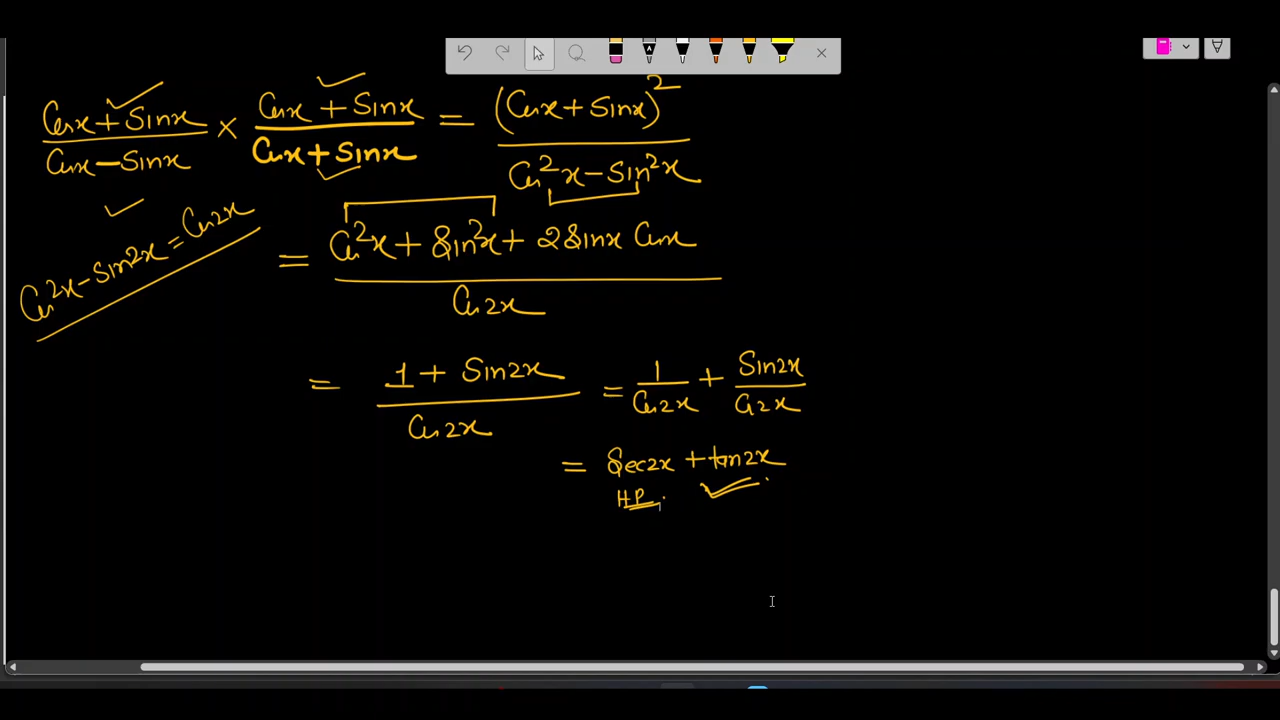 (Cosx + Sinx)/(Cosx − Sinx) × (Cosx + Sinx)/(Cosx + Sinx) = (Cosx + Sinx)²/(Cos²x − Sin²x)
Cos²x − Sin²x = Cos2x
= (Cos²x + Sin²x + 2Sinx Cosx)/(Cos2x)
= (1 + Sin2x)/(Cos2x) = 1/(Cos2x) + Sin2x/(Cos2x)
= Sec2x + tan2x
HP